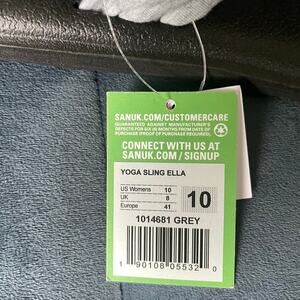 SANUK.COM/CUSTOMERCARE
GUARANTEED AGAINST MANUFACTURER'S
DEFECTS FOR SIX (6) MONTHS FROM DATE OF
PURCHASE (PROOF OF PURCHASE REQUIRED).
CONNECT WITH US AT
SANUK.COM/SIGNUP
YOGA SLING ELLA
US Womens 10
UK 8
Europe 41
10
1014681 GREY
1 90108 05532 0